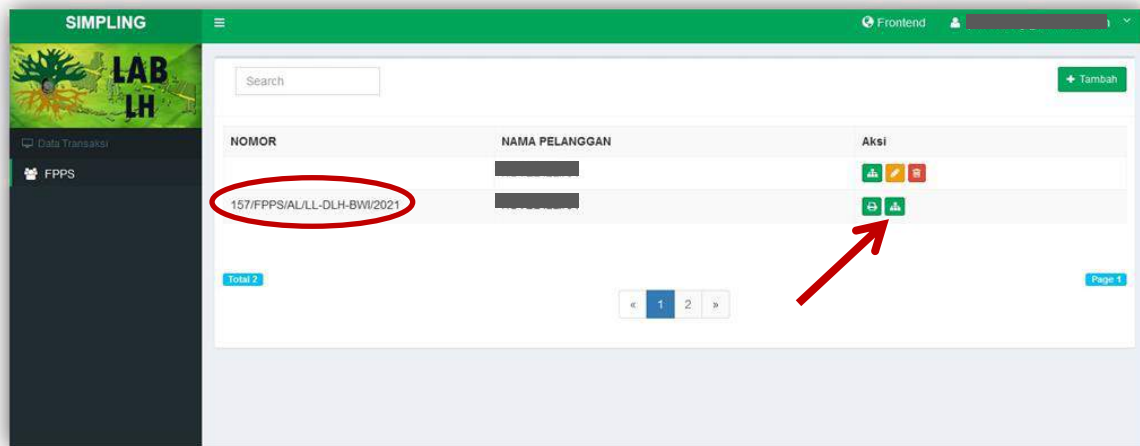 SIMPLING
Frontend
LAB
LH
Search
+ Tambah
Data Transaksi
NOMOR NAMA PELANGGAN Aksi
FPPS
157/FPPS/AL/LL-DLH-BWI/2021
Total 2
Page 1
« 1 2 »